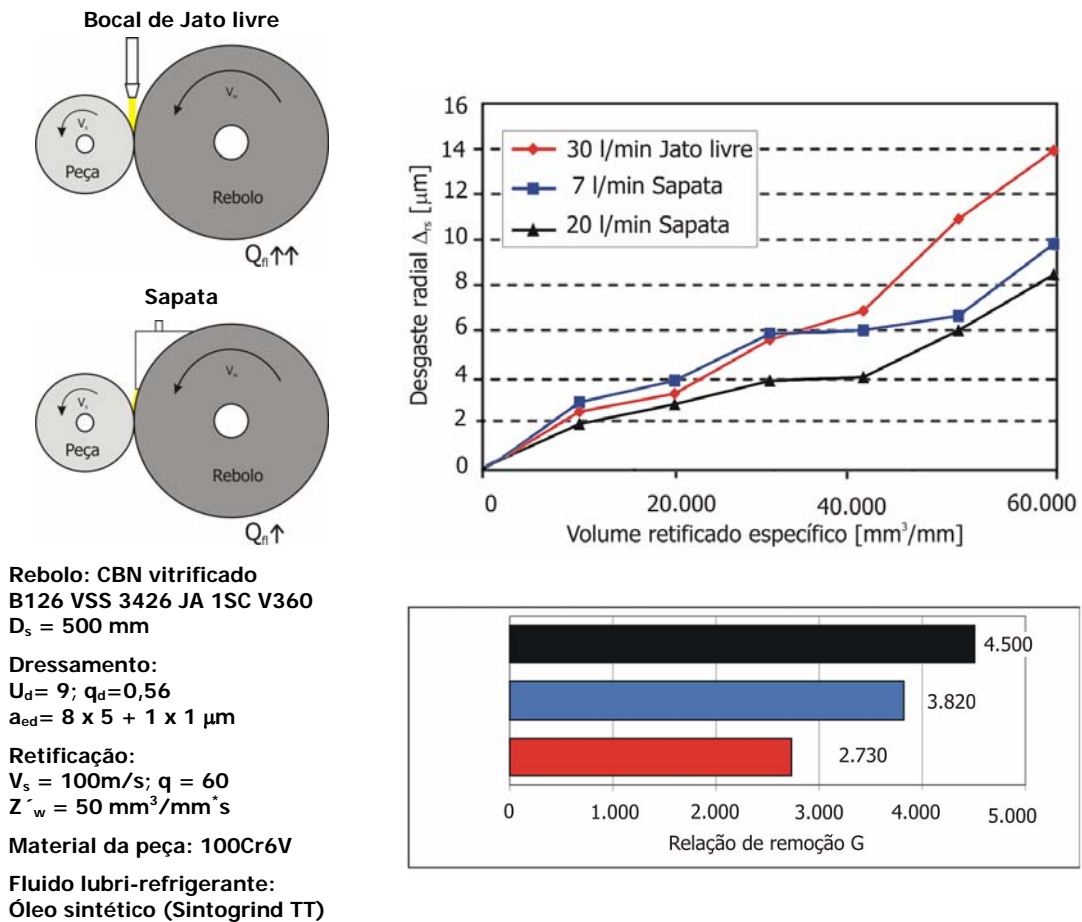 Bocal de Jato livre
Vₛ
Peça
Vᵥ
Rebolo
Qfl↑↑
Sapata
Vₛ
Peça
Rebolo
Qfl↑
Rebolo: CBN vitrificado
B126 VSS 3426 JA 1SC V360
Dₛ = 500 mm
Dressamento:
U_d= 9; q_d=0,56
a_ed= 8 x 5 + 1 x 1 μm
Retificação:
Vₛ = 100m/s; q = 60
Z´w = 50 mm³/mm*s
Material da peça: 100Cr6V
Fluido lubri-refrigerante:
Óleo sintético (Sintogrind TT)
Desgaste radial Δrs [μm]
16
14
12
10
8
6
4
2
0
30 l/min Jato livre
7 l/min Sapata
20 l/min Sapata
0 20.000 40.000 60.000
Volume retificado específico [mm³/mm]
4.500
3.820
2.730
0 1.000 2.000 3.000 4.000 5.000
Relação de remoção G